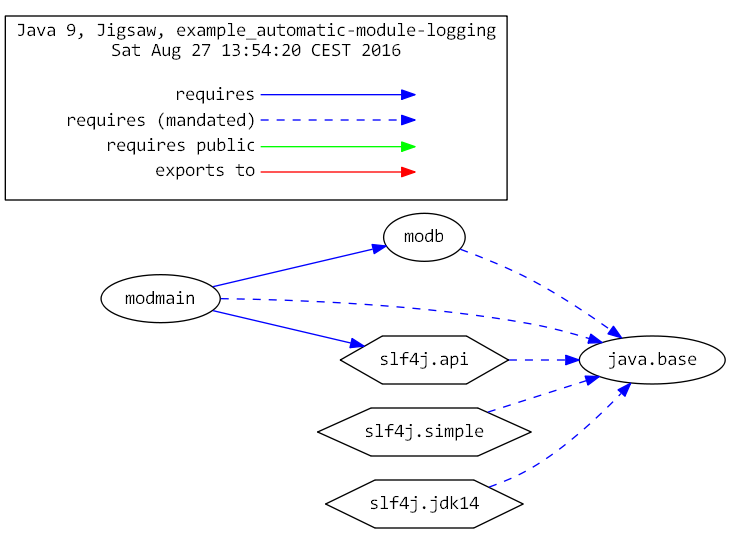 Java 9, Jigsaw, example_automatic-module-logging
Sat Aug 27 13:54:20 CEST 2016
requires
requires (mandated)
requires public
exports to
modb
modmain
slf4j.api
java.base
slf4j.simple
slf4j.jdk14